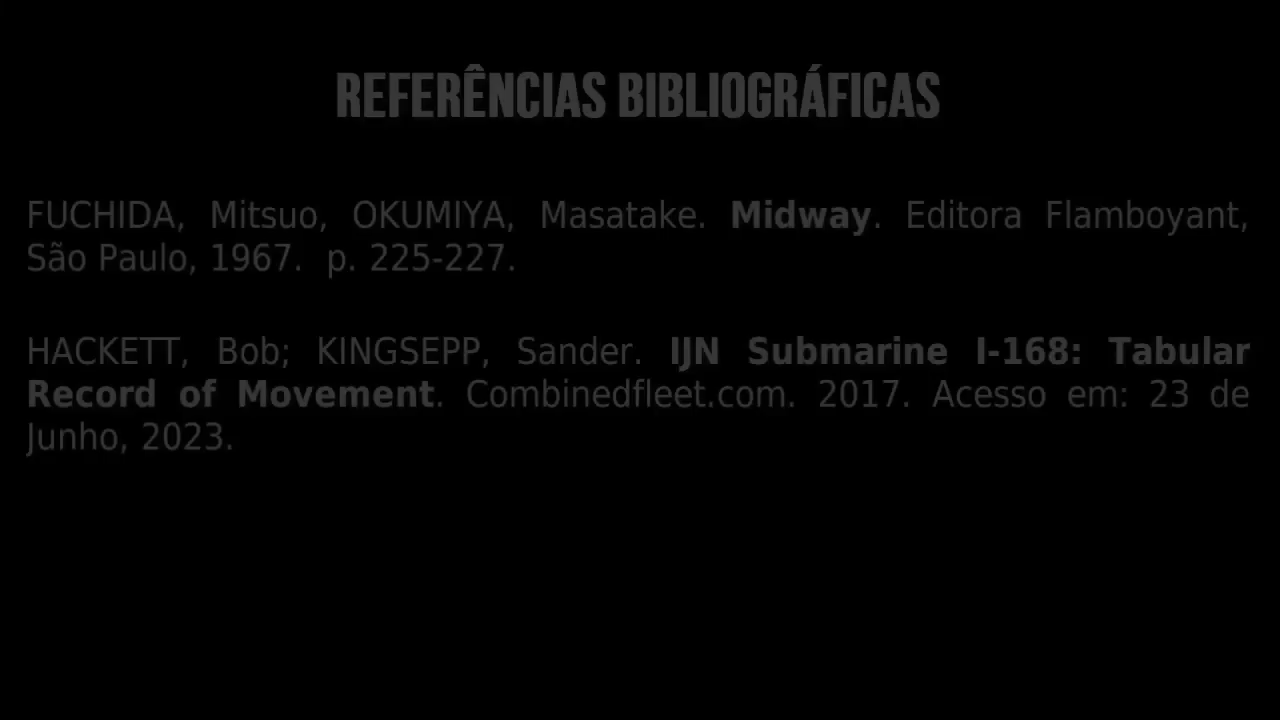 REFERÊNCIAS BIBLIOGRÁFICAS
FUCHIDA, Mitsuo, OKUMIYA, Masatake. Midway. Editora Flamboyant,
São Paulo, 1967. p. 225-227.
HACKETT, Bob; KINGSEPP, Sander. IJN Submarine I-168: Tabular
Record of Movement. Combinedfleet.com. 2017. Acesso em: 23 de
Junho, 2023.